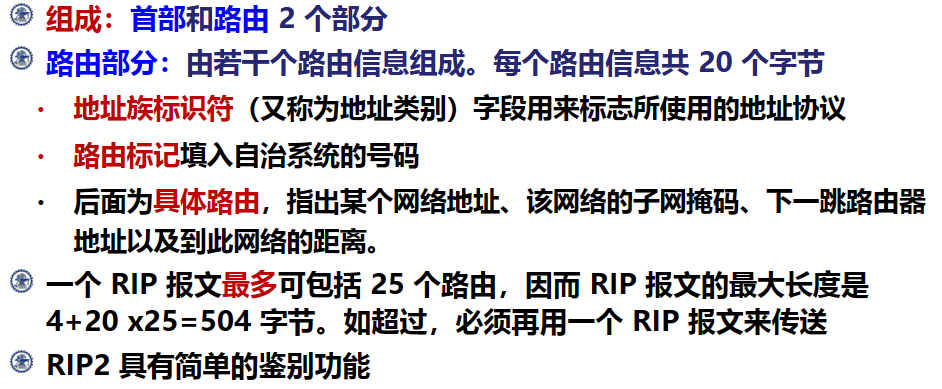 组成：首部和路由 2 个部分
路由部分：由若干个路由信息组成。每个路由信息共 20 个字节
• 地址族标识符（又称为地址类别）字段用来标志所使用的地址协议
• 路由标记填入自治系统的号码
• 后面为具体路由，指出某个网络地址、该网络的子网掩码、下一跳路由器
地址以及到此网络的距离。
一个 RIP 报文最多可包括 25 个路由，因而 RIP 报文的最大长度是
4+20 x25=504 字节。如超过，必须再用一个 RIP 报文来传送
RIP2 具有简单的鉴别功能